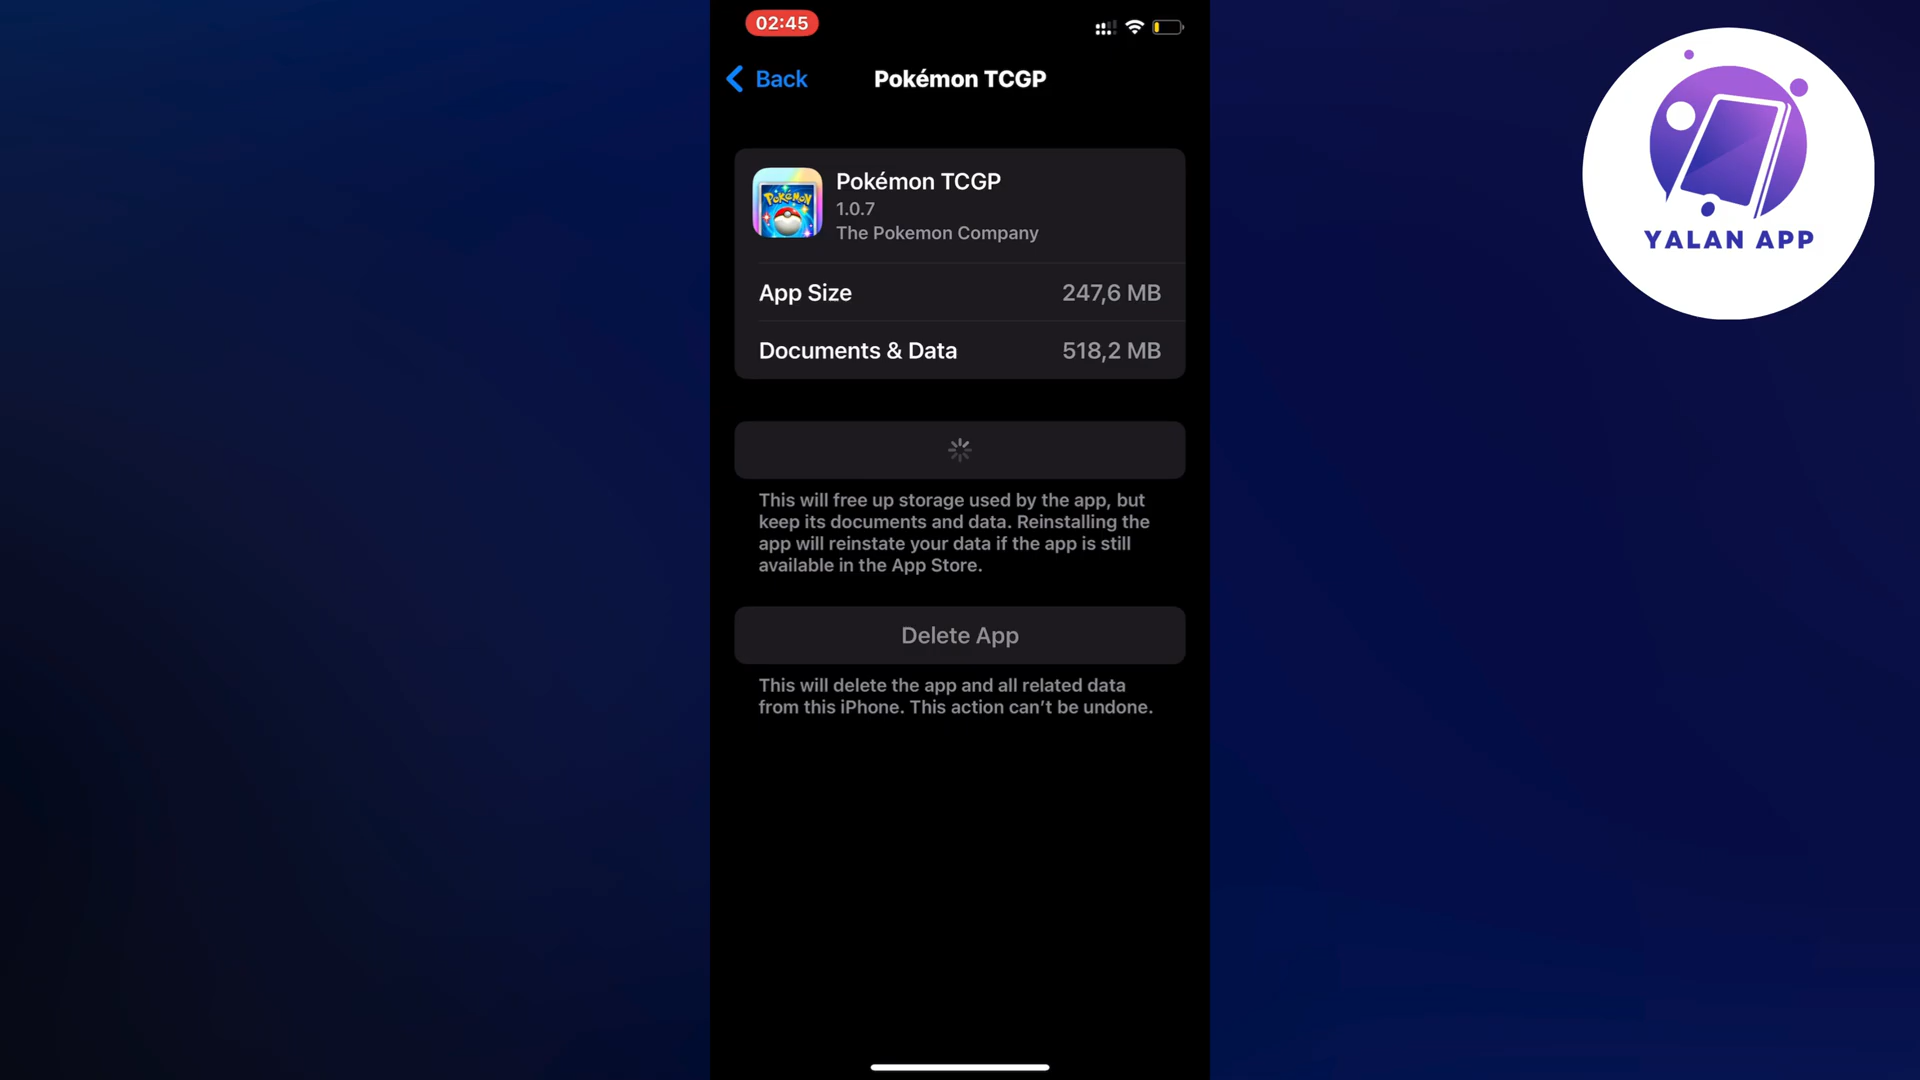 02:45
Back
Pokémon TCGP
POKéMON
Pokémon TCGP
1.0.7
The Pokemon Company
App Size
247,6 MB
Documents & Data
518,2 MB
This will free up storage used by the app, but
keep its documents and data. Reinstalling the
app will reinstate your data if the app is still
available in the App Store.
Delete App
This will delete the app and all related data
from this iPhone. This action can’t be undone.
YALAN APP